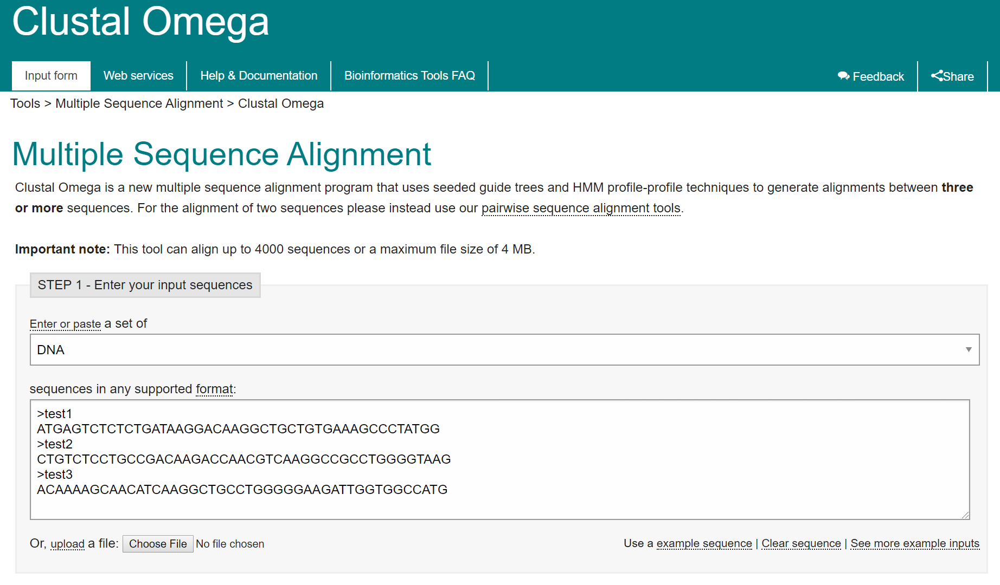 Clustal Omega
Input form
Web services
Help & Documentation
Bioinformatics Tools FAQ
Feedback
Share
Tools > Multiple Sequence Alignment > Clustal Omega
Multiple Sequence Alignment
Clustal Omega is a new multiple sequence alignment program that uses seeded guide trees and HMM profile-profile techniques to generate alignments between three
or more sequences. For the alignment of two sequences please instead use our pairwise sequence alignment tools.
Important note: This tool can align up to 4000 sequences or a maximum file size of 4 MB.
STEP 1 - Enter your input sequences
Enter or paste a set of
DNA
sequences in any supported format:
>test1
ATGAGTCTCTCTGATAAGGACAAGGCTGCTGTGAAAGCCCTATGG
>test2
CTGTCTCCTGCCGACAAGACCAACGTCAAGGCCGCCTGGGGTAAG
>test3
ACAAAAGCAACATCAAGGCTGCCTGGGGGAAGATTGGTGGCCATG
Or, upload a file: Choose File No file chosen
Use a example sequence | Clear sequence | See more example inputs